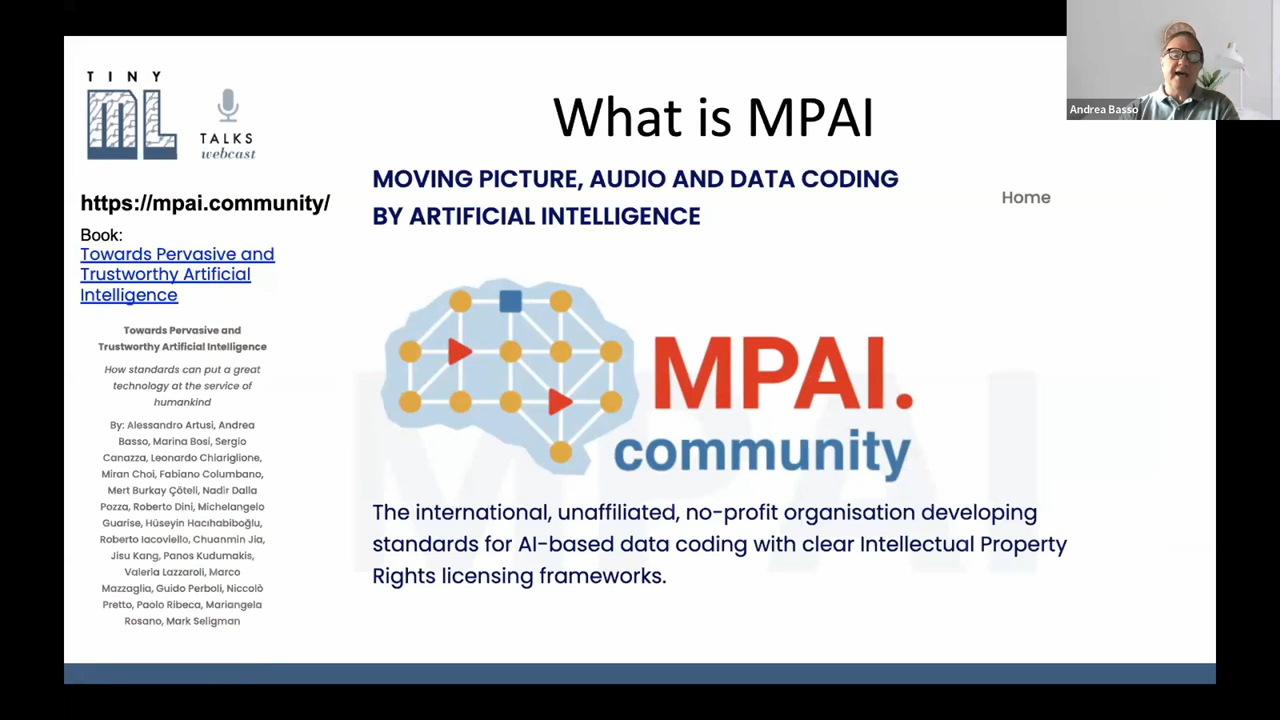 TINY
ML
TALKS
webcast
What is MPAI
Andrea Basso
https://mpai.community/
Book:
Towards Pervasive and
Trustworthy Artificial
Intelligence
Towards Pervasive and
Trustworthy Artificial Intelligence
How standards can put a great
technology at the service of
humankind
By: Alessandro Artusi, Andrea
Basso, Marina Bosi, Sergio
Canazza, Leonardo Chiariglione,
Miran Choi, Fabiano Columbano,
Mert Burkay Çöteli, Nadir Dalla
Pozza, Roberto Dini, Michelangelo
Guarise, Hüseyin Hacıhabiboğlu,
Roberto Iacoviello, Chuanmin Jia,
Jisu Kang, Panos Kudumakis,
Valeria Lazzaroli, Marco
Mazzaglia, Guido Perboli, Niccolò
Pretto, Paolo Ribeca, Mariangela
Rosano, Mark Seligman
MOVING PICTURE, AUDIO AND DATA CODING
BY ARTIFICIAL INTELLIGENCE
Home
MPAI.
community
MPAI
The international, unaffiliated, no-profit organisation developing
standards for AI-based data coding with clear Intellectual Property
Rights licensing frameworks.